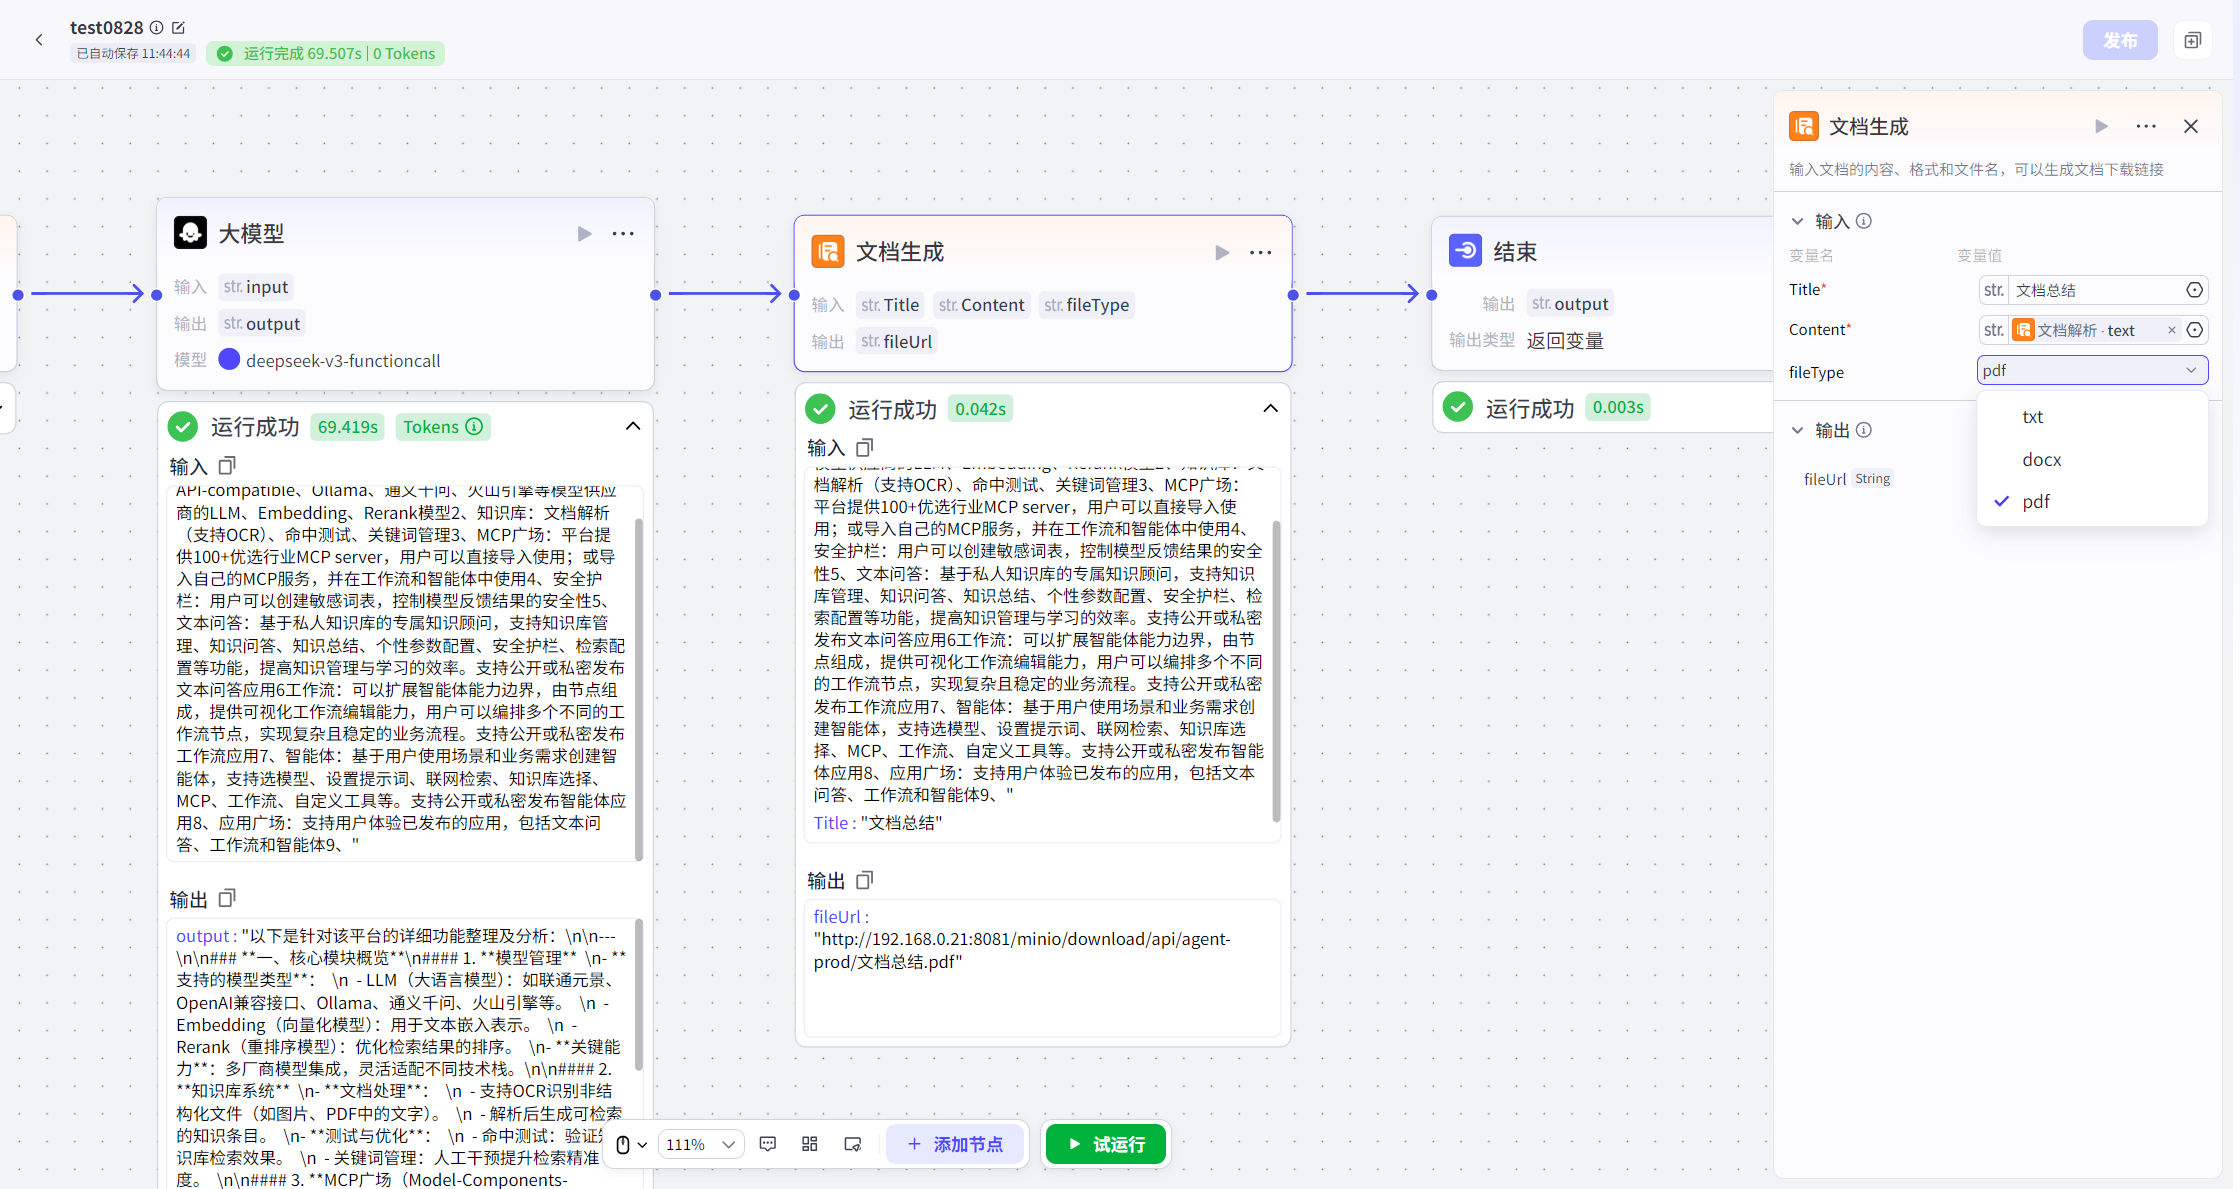 test0828
已自动保存 11:44:44
运行完成 69.507s | 0 Tokens
发布
大模型
输入 str. input
输出 str. output
模型 deepseek-v3-functioncall
运行成功 69.419s Tokens
输入
API-compatible、Ollama、通义千问、火山引擎等模型供应
商的LLM、Embedding、Rerank模型2、知识库：文档解析
（支持OCR）、命中测试、关键词管理3、MCP广场：平台提
供100+优选行业MCP server，用户可以直接导入使用；或导
入自己的MCP服务，并在工作流和智能体中使用4、安全护
栏：用户可以创建敏感词表，控制模型反馈结果的安全性5、
文本问答：基于私人知识库的专属知识顾问，支持知识库管
理、知识问答、知识总结、个性参数配置、安全护栏、检索配
置等功能，提高知识管理与学习的效率。支持公开或私密发布
文本问答应用6工作流：可以扩展智能体能力边界，由节点组
成，提供可视化工作流编辑能力，用户可以编排多个不同的工
作流节点，实现复杂且稳定的业务流程。支持公开或私密发布
工作流应用7、智能体：基于用户使用场景和业务需求创建智
能体，支持选模型、设置提示词、联网检索、知识库选择、
MCP、工作流、自定义工具等。支持公开或私密发布智能体应
用8、应用广场：支持用户体验已发布的应用，包括文本问
答、工作流和智能体9、"
输出
output : "以下是针对该平台的详细功能整理及分析：\n\n---
\n\n### **一、核心模块概览**\n#### 1. **模型管理** \n- **
支持的模型类型**： \n - LLM（大语言模型）：如联通元景、
OpenAI兼容接口、Ollama、通义千问、火山引擎等。 \n -
Embedding（向量化模型）：用于文本嵌入表示。 \n -
Rerank（重排序模型）：优化检索结果的排序。 \n- **关键能
力**：多厂商模型集成，灵活适配不同技术栈。\n\n#### 2.
**知识库系统** \n- **文档处理**： \n - 支持OCR识别非结
构化文件（如图片、PDF中的文字）。 \n - 解析后生成可检索
的知识条目。 \n- **测试与优化**： \n - 命中测试：验证
识库检索效果。 \n - 关键词管理：人工干预提升检索精准
度。 \n\n#### 3. **MCP广场（Model-Components-
文档生成
输入 str. Title str. Content str. fileType
输出 str. fileUrl
运行成功 0.042s
输入
模型供应商的LLM、Embedding、Rerank模型2、知识库：文
档解析（支持OCR）、命中测试、关键词管理3、MCP广场：
平台提供100+优选行业MCP server，用户可以直接导入使
用；或导入自己的MCP服务，并在工作流和智能体中使用4、
安全护栏：用户可以创建敏感词表，控制模型反馈结果的安全
性5、文本问答：基于私人知识库的专属知识顾问，支持知识
库管理、知识问答、知识总结、个性参数配置、安全护栏、检
索配置等功能，提高知识管理与学习的效率。支持公开或私密
发布文本问答应用6工作流：可以扩展智能体能力边界，由节
点组成，提供可视化工作流编辑能力，用户可以编排多个不同
的工作流节点，实现复杂且稳定的业务流程。支持公开或私密
发布工作流应用7、智能体：基于用户使用场景和业务需求创
建智能体，支持选模型、设置提示词、联网检索、知识库选
择、MCP、工作流、自定义工具等。支持公开或私密发布智能
体应用8、应用广场：支持用户体验已发布的应用，包括文本
问答、工作流和智能体9、"
Title : "文档总结"
输出
fileUrl :
"http://192.168.0.21:8081/minio/download/api/agent-
prod/文档总结.pdf"
结束
输出 str. output
输出类型 返回变量
运行成功 0.003s
111%
+ 添加节点
试运行
文档生成
输入文档的内容、格式和文件名，可以生成文档下载链接
输入
变量名 变量值
Title* str. 文档总结
Content* str. 文档解析 - text ×
fileType pdf
txt
docx
pdf
输出
fileUrl String